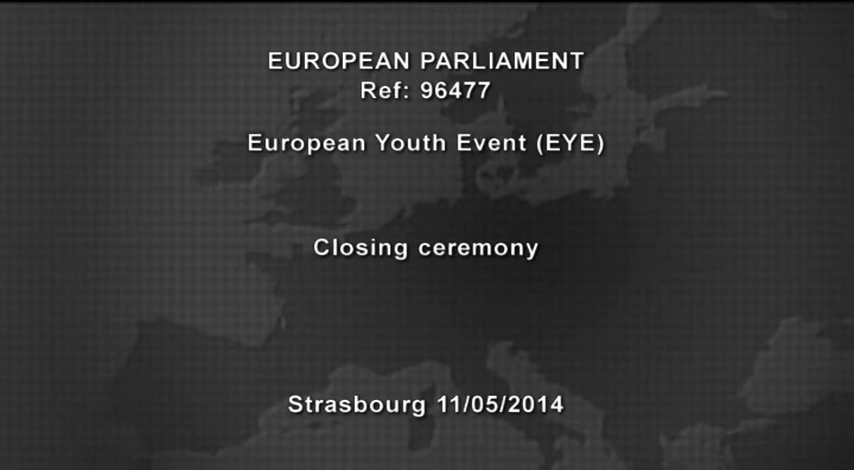 EUROPEAN PARLIAMENT
Ref: 96477
European Youth Event (EYE)
Closing ceremony
Strasbourg 11/05/2014